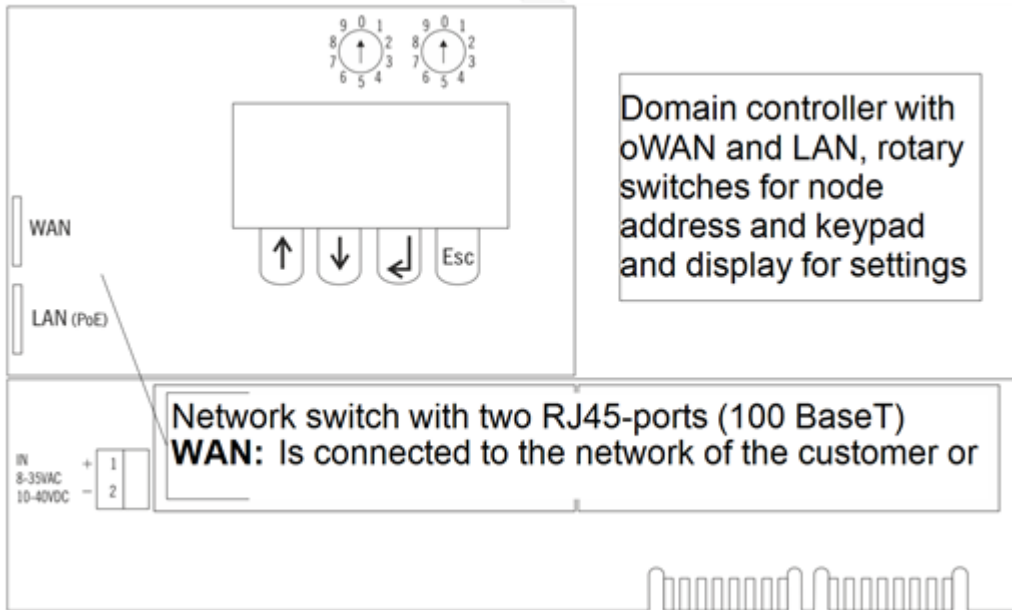 9 0 1
8 2
7 3
6 5 4
9 0 1
8 2
7 3
6 5 4
Domain controller with
oWAN and LAN, rotary
switches for node
address and keypad
and display for settings
WAN
Esc
LAN (PoE)
Network switch with two RJ45-ports (100 BaseT)
WAN: Is connected to the network of the customer or
IN
8-35VAC
10-40VDC
+ 1
- 2